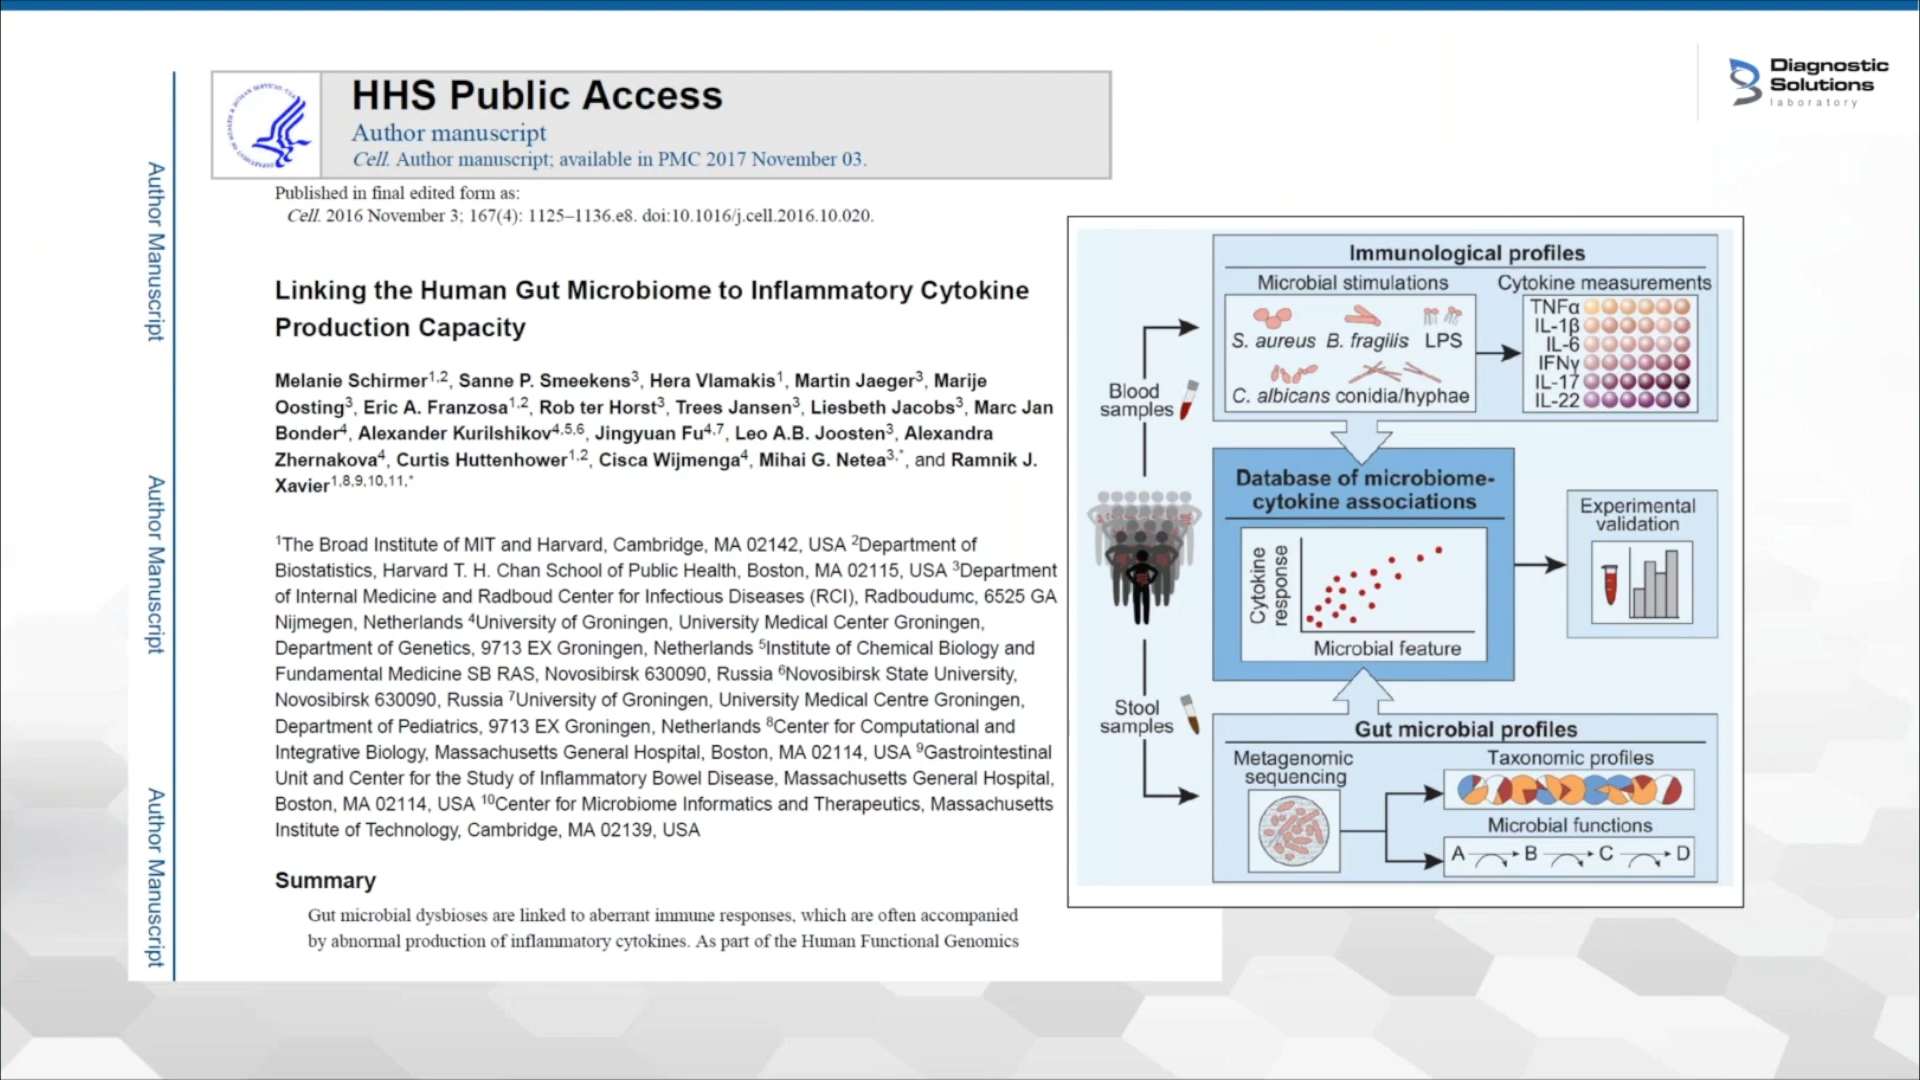 Diagnostic
Solutions
laboratory
HHS Public Access
Author manuscript
Cell. Author manuscript; available in PMC 2017 November 03.
Author Manuscript
Author Manuscript
Author Manuscript
Published in final edited form as:
Cell. 2016 November 3; 167(4): 1125–1136.e8. doi:10.1016/j.cell.2016.10.020.
Linking the Human Gut Microbiome to Inflammatory Cytokine
Production Capacity
Melanie Schirmer1,2, Sanne P. Smeekens3, Hera Vlamakis1, Martin Jaeger3, Marije
Oosting3, Eric A. Franzosa1,2, Rob ter Horst3, Trees Jansen3, Liesbeth Jacobs3, Marc Jan
Bonder4, Alexander Kurilshikov4,5,6, Jingyuan Fu4,7, Leo A.B. Joosten3, Alexandra
Zhernakova4, Curtis Huttenhower1,2, Cisca Wijmenga4, Mihai G. Netea3,*, and Ramnik J.
Xavier1,8,9,10,11,*
1The Broad Institute of MIT and Harvard, Cambridge, MA 02142, USA 2Department of
Biostatistics, Harvard T. H. Chan School of Public Health, Boston, MA 02115, USA 3Department
of Internal Medicine and Radboud Center for Infectious Diseases (RCI), Radboudumc, 6525 GA
Nijmegen, Netherlands 4University of Groningen, University Medical Center Groningen,
Department of Genetics, 9713 EX Groningen, Netherlands 5Institute of Chemical Biology and
Fundamental Medicine SB RAS, Novosibirsk 630090, Russia 6Novosibirsk State University,
Novosibirsk 630090, Russia 7University of Groningen, University Medical Centre Groningen,
Department of Pediatrics, 9713 EX Groningen, Netherlands 8Center for Computational and
Integrative Biology, Massachusetts General Hospital, Boston, MA 02114, USA 9Gastrointestinal
Unit and Center for the Study of Inflammatory Bowel Disease, Massachusetts General Hospital,
Boston, MA 02114, USA 10Center for Microbiome Informatics and Therapeutics, Massachusetts
Institute of Technology, Cambridge, MA 02139, USA
Summary
Gut microbial dysbioses are linked to aberrant immune responses, which are often accompanied
by abnormal production of inflammatory cytokines. As part of the Human Functional Genomics
Immunological profiles
Microbial stimulations
Cytokine measurements
S. aureus B. fragilis LPS
C. albicans conidia/hyphae
TNFα
IL-1β
IL-6
IFNγ
IL-17
IL-22
Blood
samples
Database of microbiome-
cytokine associations
Cytokine
response
Microbial feature
Experimental
validation
Stool
samples
Gut microbial profiles
Metagenomic
sequencing
Taxonomic profiles
Microbial functions
A B C D